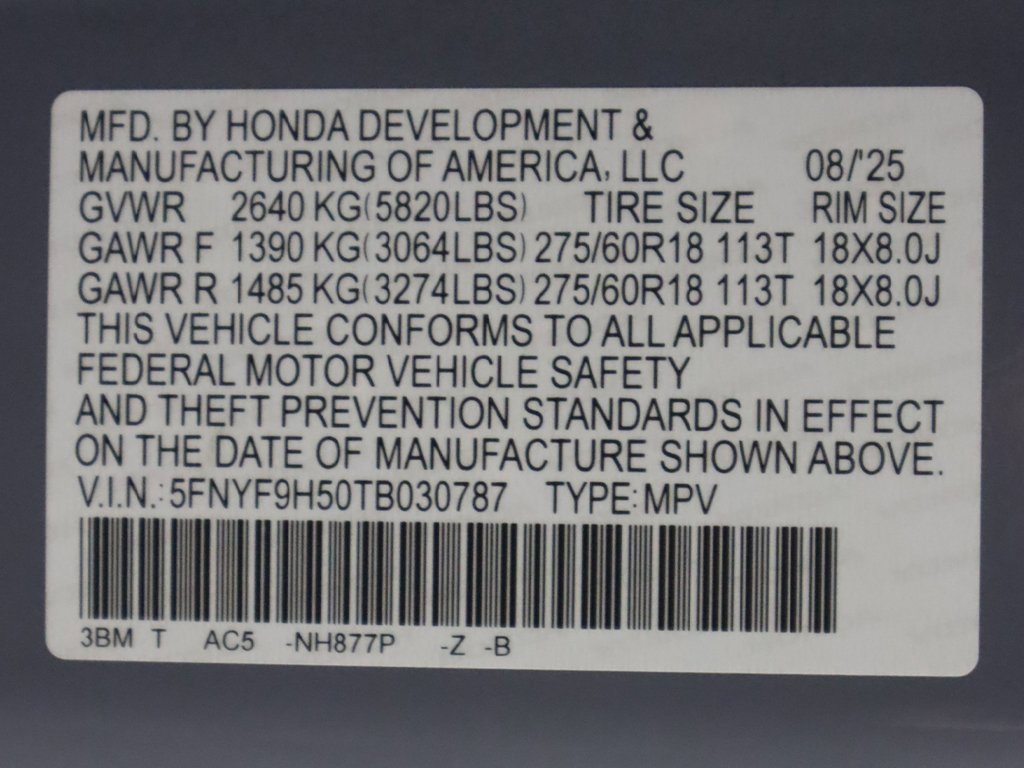 MFD. BY HONDA DEVELOPMENT &
MANUFACTURING OF AMERICA, LLC 08/'25
GVWR 2640 KG(5820LBS) TIRE SIZE RIM SIZE
GAWR F 1390 KG(3064LBS) 275/60R18 113T 18X8.0J
GAWR R 1485 KG(3274LBS) 275/60R18 113T 18X8.0J
THIS VEHICLE CONFORMS TO ALL APPLICABLE
FEDERAL MOTOR VEHICLE SAFETY
AND THEFT PREVENTION STANDARDS IN EFFECT
ON THE DATE OF MANUFACTURE SHOWN ABOVE.
V.I.N.: 5FNYF9H50TB030787 TYPE: MPV
3BM T AC5 -NH877P -Z -B